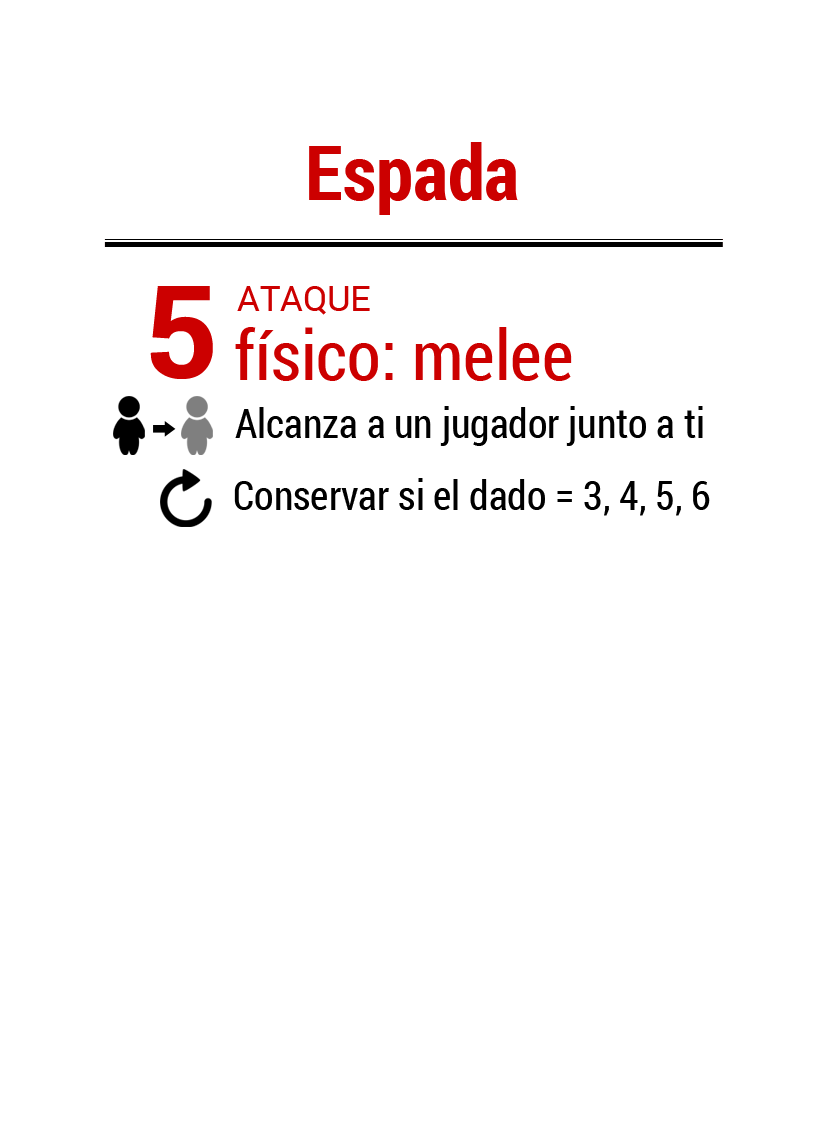 Espada
5 ATAQUE
físico: melee
Alcanza a un jugador junto a ti
Conservar si el dado = 3, 4, 5, 6